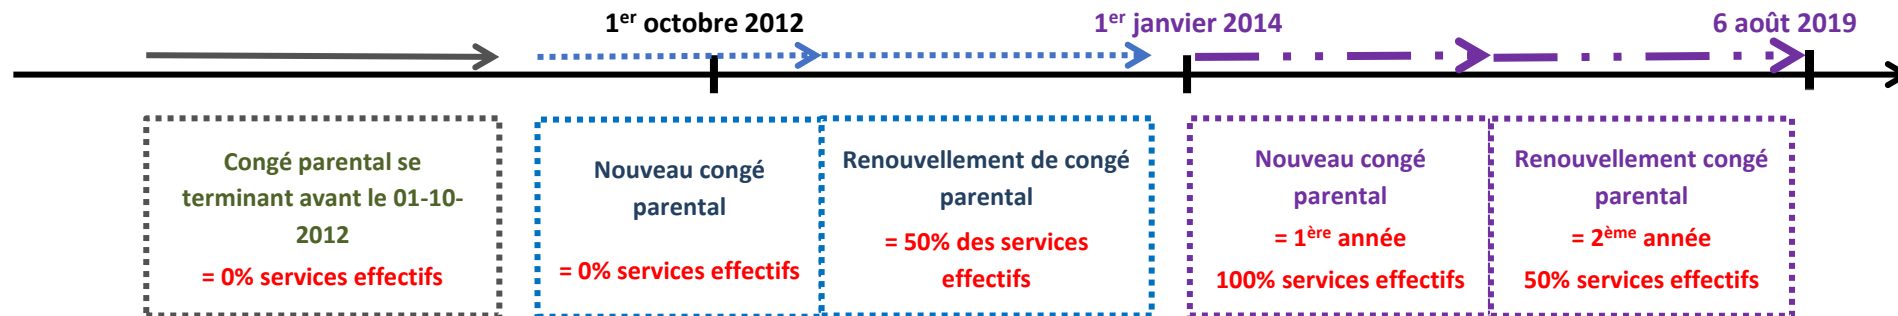 1er octobre 2012
1er janvier 2014
6 août 2019
Congé parental se
terminant avant le 01-10-
2012
= 0% services effectifs
Nouveau congé
parental
= 0% services effectifs
Renouvellement de congé
parental
= 50% des services
effectifs
Nouveau congé
parental
= 1ère année
100% services effectifs
Renouvellement congé
parental
= 2ème année
50% services effectifs